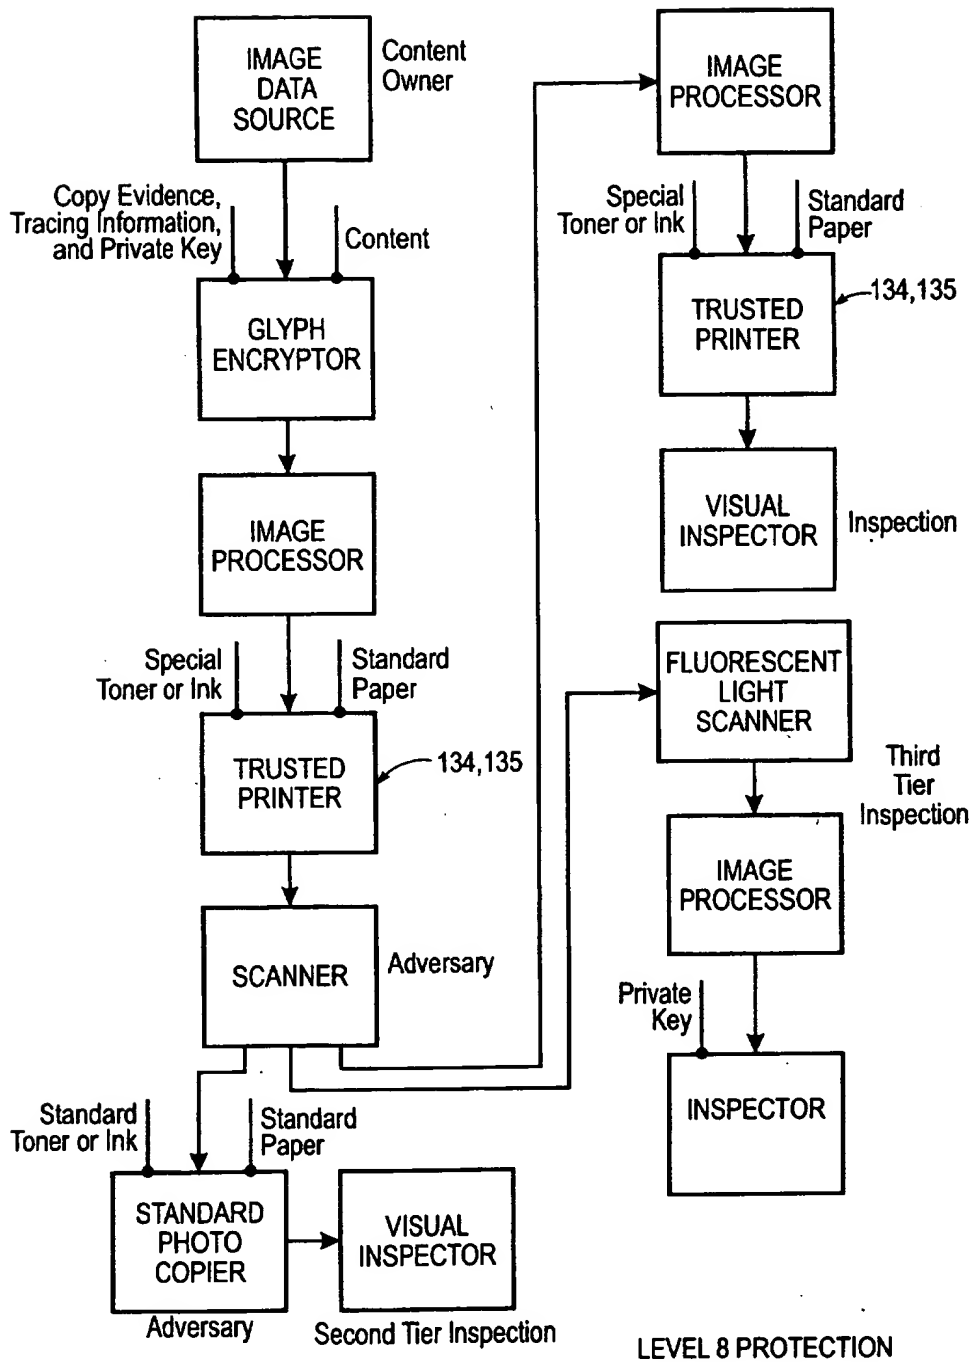 IMAGE
DATA
SOURCE
Content
Owner
Copy Evidence,
Tracing Information,
and Private Key
Content
GLYPH
ENCRYPTOR
IMAGE
PROCESSOR
Special
Toner or Ink
Standard
Paper
TRUSTED
PRINTER
134,135
SCANNER
Adversary
Standard
Toner or Ink
Standard
Paper
STANDARD
PHOTO
COPIER
Adversary
VISUAL
INSPECTOR
Second Tier Inspection
IMAGE
PROCESSOR
Special
Toner or Ink
Standard
Paper
TRUSTED
PRINTER
134,135
VISUAL
INSPECTOR
Inspection
FLUORESCENT
LIGHT
SCANNER
Third
Tier
Inspection
IMAGE
PROCESSOR
Private
Key
INSPECTOR
LEVEL 8 PROTECTION